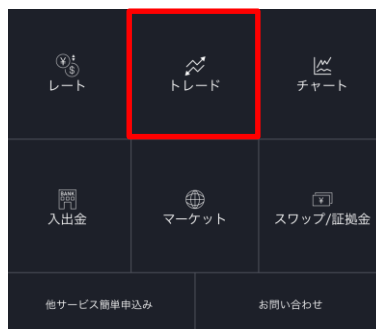 レート
トレード
チャート
BANK
入出金
マーケット
スワップ/証拠金
他サービス簡単申込み
お問い合わせ